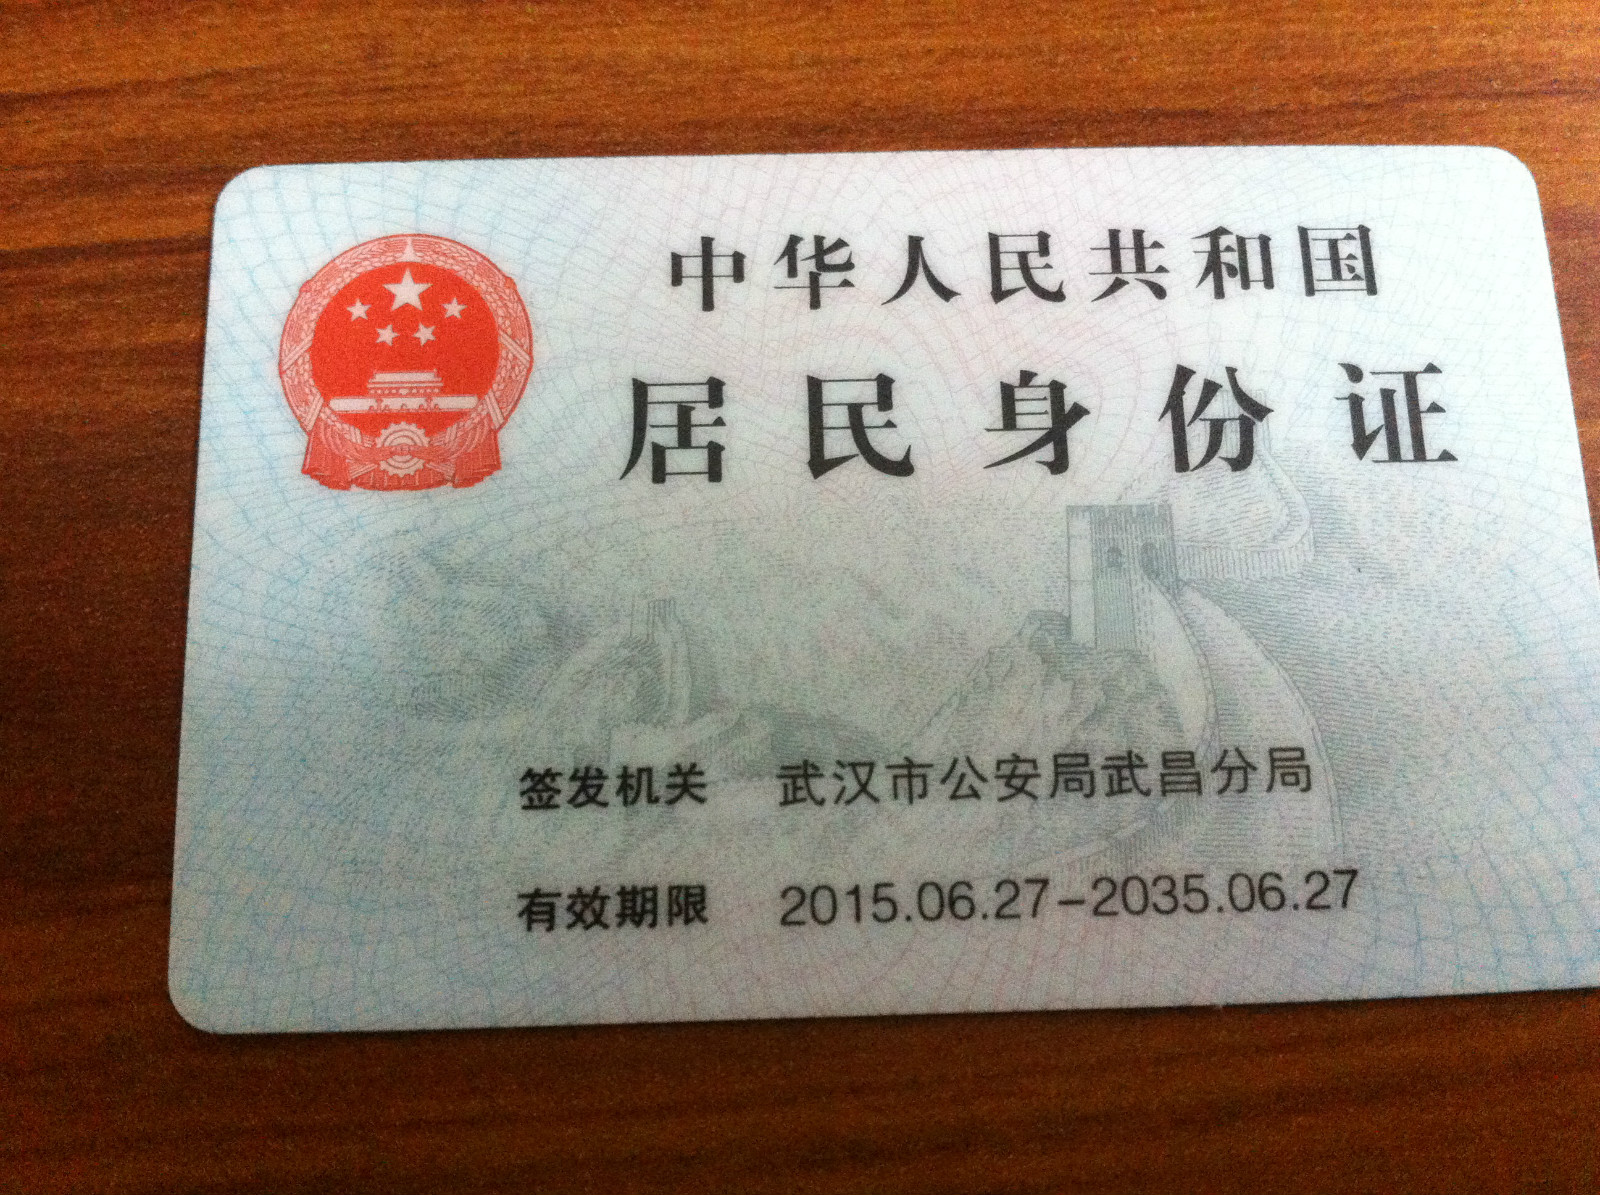 中华人民共和国
居民身份证
签发机关 武汉市公安局武昌分局
有效期限 2015.06.27-2035.06.27